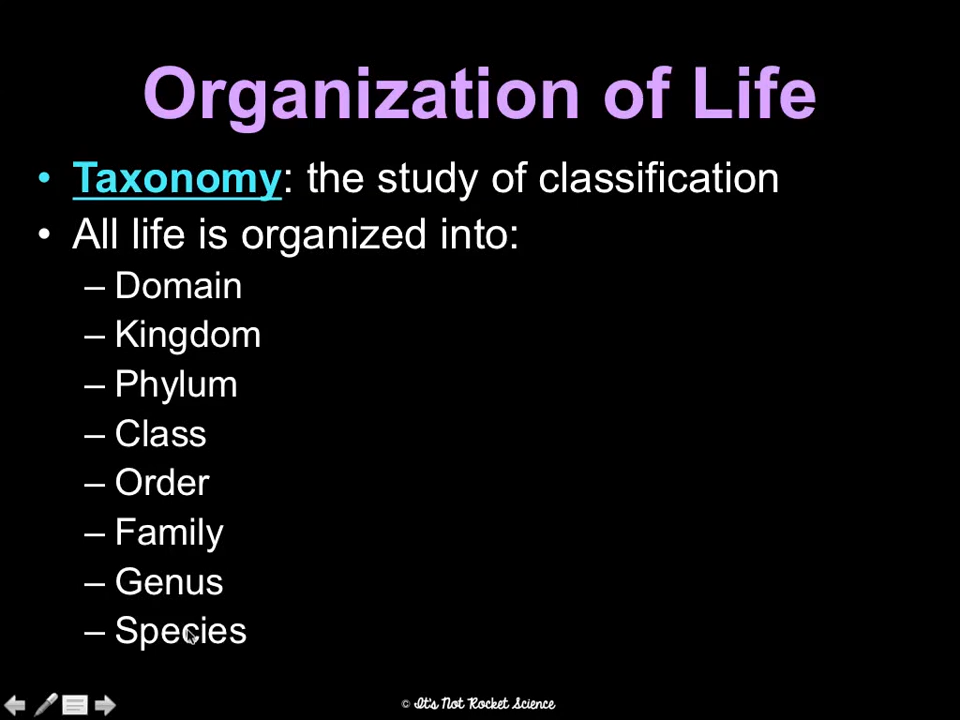 Organization of Life
• Taxonomy: the study of classification
• All life is organized into:
– Domain
– Kingdom
– Phylum
– Class
– Order
– Family
– Genus
– Species
© It's Not Rocket Science